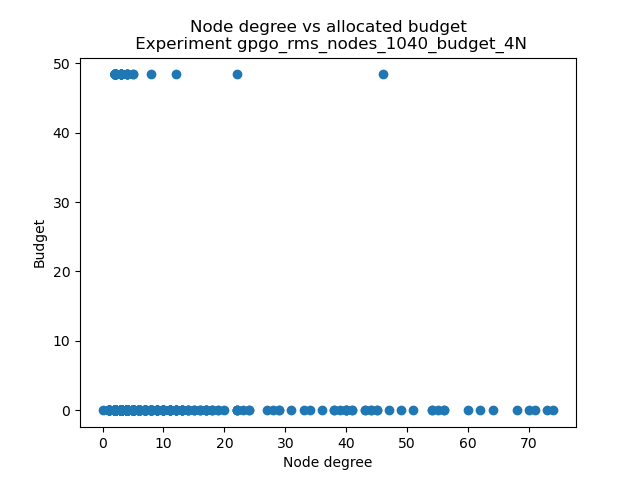 Node degree vs allocated budget
Experiment gpgo_rms_nodes_1040_budget_4N
50
40
30
20
10
0
Budget
0 10 20 30 40 50 60 70
Node degree